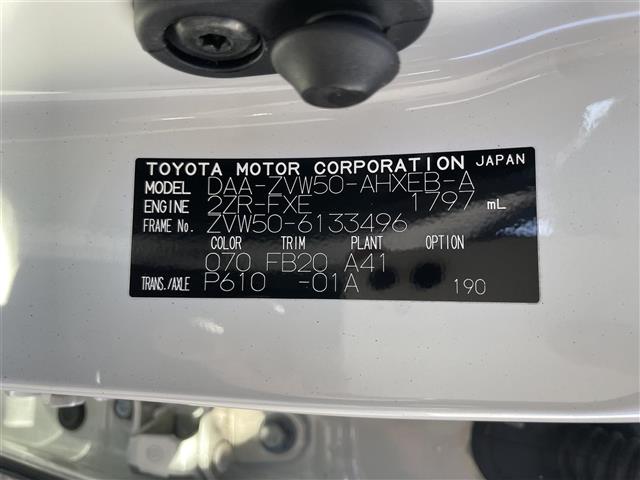 TOYOTA MOTOR CORPORATION JAPAN
MODEL DAA-ZVW50-AHXEB-A
ENGINE 2ZR-FXE 1797 mL
FRAME No. ZVW50-6133496
COLOR TRIM PLANT OPTION
070 FB20 A41
TRANS./AXLE P610 -01A 190